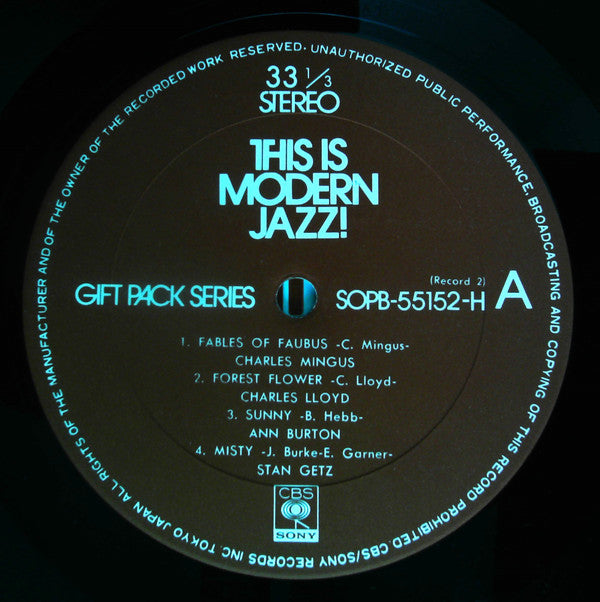 ALL RIGHTS OF THE MANUFACTURER AND OF THE OWNER OF THE RECORDED WORK RESERVED· UNAUTHORIZED PUBLIC PERFORMANCE, BROADCASTING AND COPYING OF THIS RECORD PROHIBITED. CBS/SONY RECORDS INC. TOKYO JAPAN
33 1/3
STEREO
THIS IS
MODERN
JAZZ!
GIFT PACK SERIES
(Record 2)
SOPB-55152-H A
1. FABLES OF FAUBUS -C. Mingus-
CHARLES MINGUS
2. FOREST FLOWER -C. Lloyd-
CHARLES LLOYD
3. SUNNY -B. Hebb-
ANN BURTON
4. MISTY -J. Burke-E. Garner-
STAN GETZ
CBS
SONY